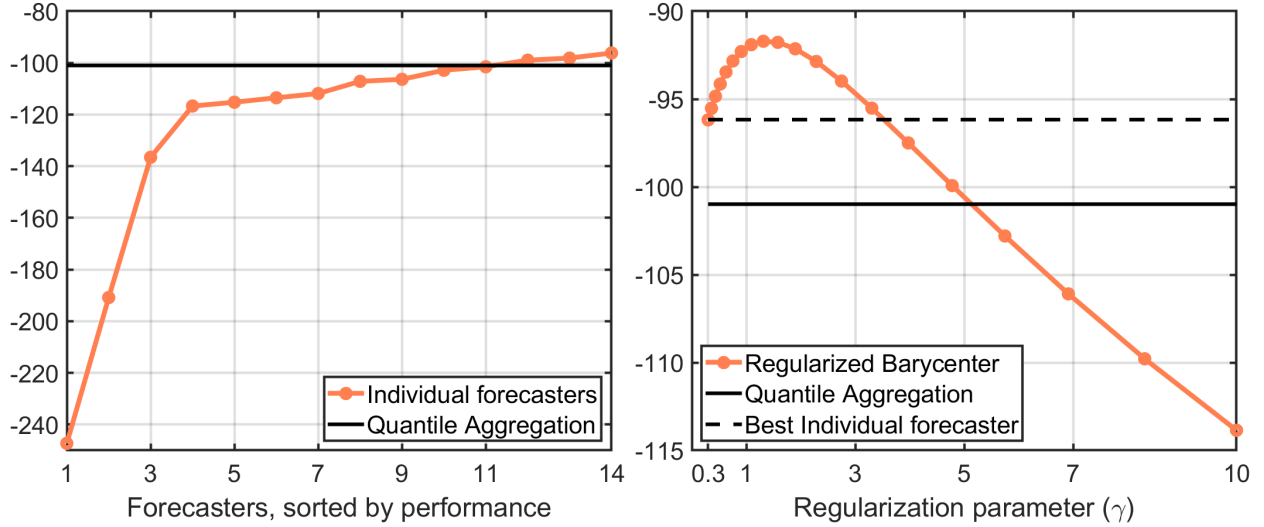 -80
-100
-120
-140
-160
-180
-200
-220
-240
1 3 5 7 9 11 14
Forecasters, sorted by performance
Individual forecasters
Quantile Aggregation
-90
-95
-100
-105
-110
-115
0.3 1 3 5 7 10
Regularization parameter (γ)
Regularized Barycenter
Quantile Aggregation
Best Individual forecaster